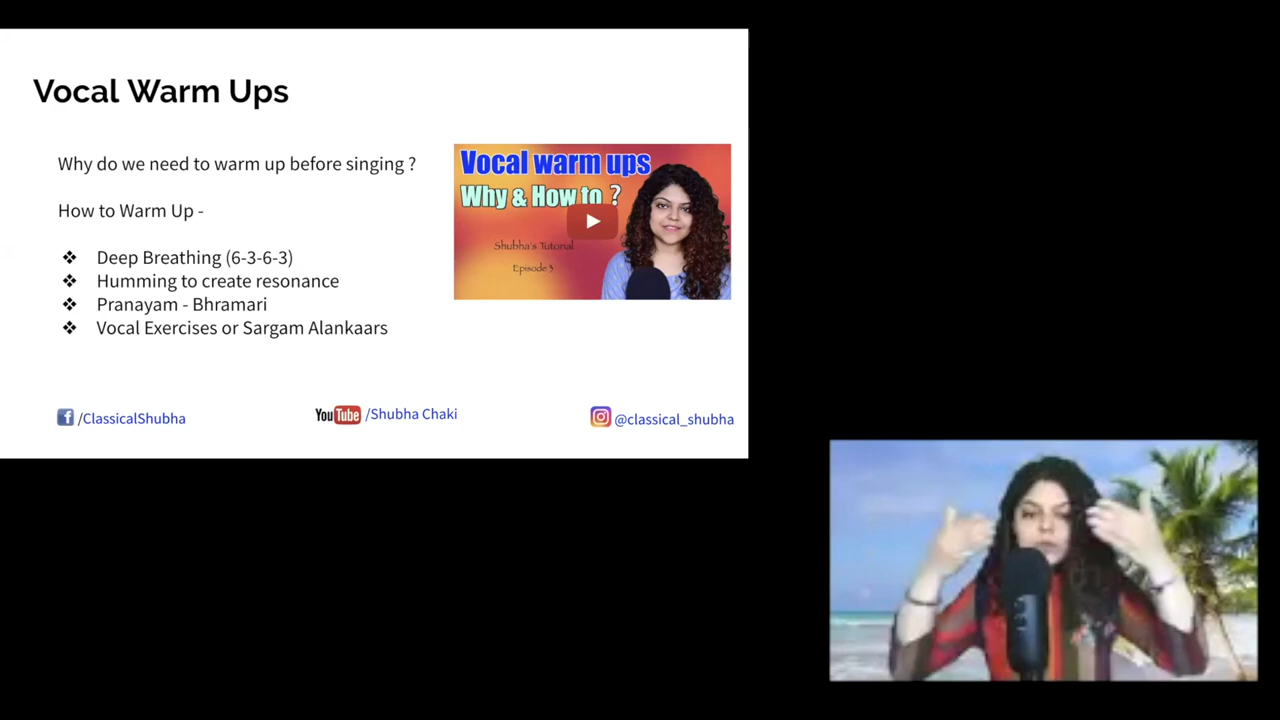 Vocal Warm Ups
Why do we need to warm up before singing ?
How to Warm Up -
❖ Deep Breathing (6-3-6-3)
❖ Humming to create resonance
❖ Pranayam - Bhramari
❖ Vocal Exercises or Sargam Alankaars
Vocal warm ups
Why & How to ?
Shubha's Tutorial
Episode 3
f /ClassicalShubha
YouTube /Shubha Chaki
@classical_shubha